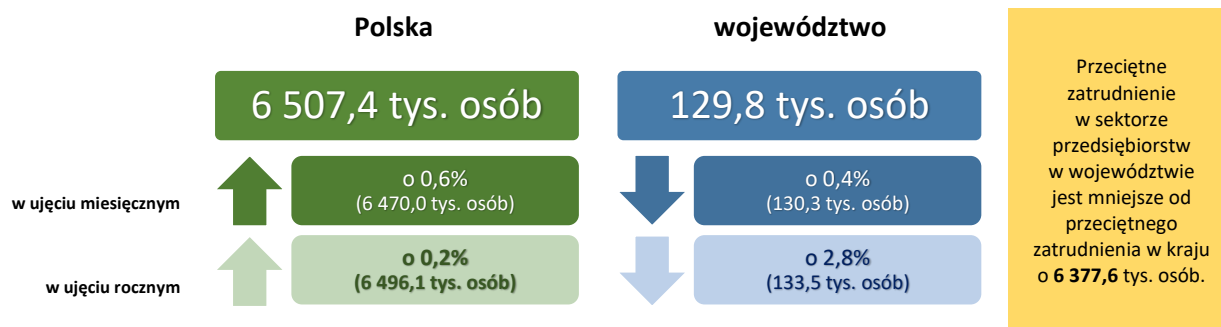 Polska
województwo
6 507,4 tys. osób
129,8 tys. osób
w ujęciu miesięcznym
o 0,6%
(6 470,0 tys. osób)
o 0,4%
(130,3 tys. osób)
w ujęciu rocznym
o 0,2%
(6 496,1 tys. osób)
o 2,8%
(133,5 tys. osób)
Przeciętne
zatrudnienie
w sektorze
przedsiębiorstw
w województwie
jest mniejsze od
przeciętnego
zatrudnienia w kraju
o 6 377,6 tys. osób.